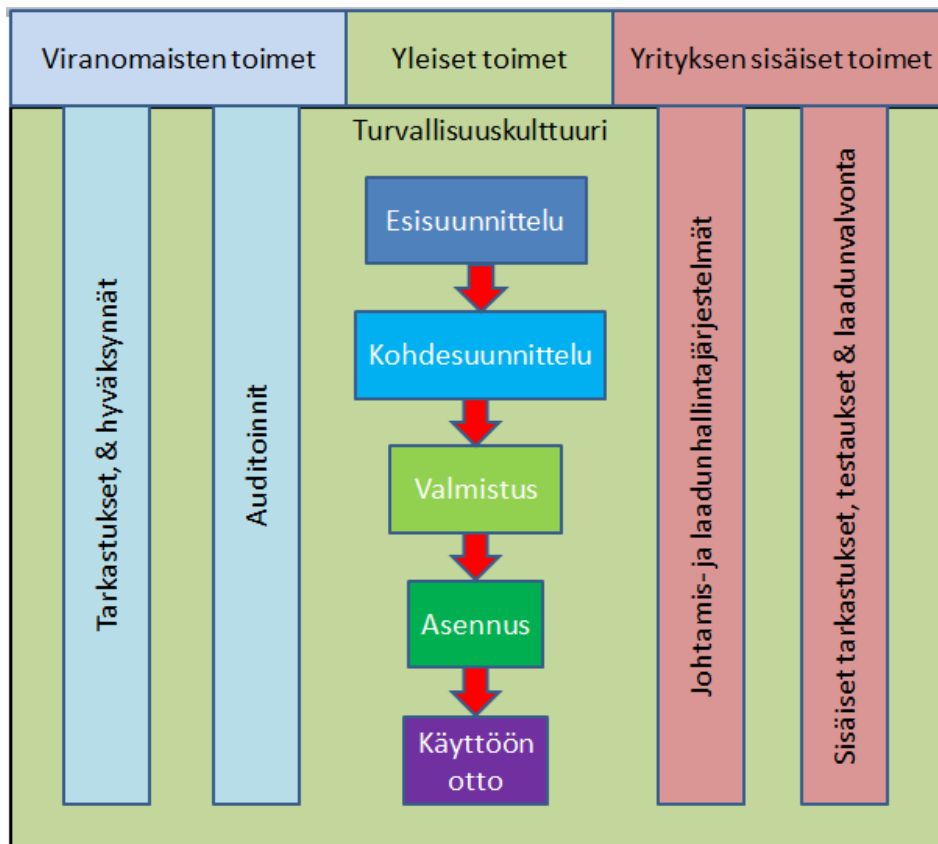 Viranomaisten toimet
Yleiset toimet
Yrityksen sisäiset toimet
Turvallisuuskulttuuri
Tarkastukset, & hyväksynnät
Auditoinnit
Esisuunnittelu
Kohdesuunnittelu
Valmistus
Asennus
Käyttöön
otto
Johtamis- ja laadunhallintajärjestelmät
Sisäiset tarkastukset, testaukset & laadunvalvonta